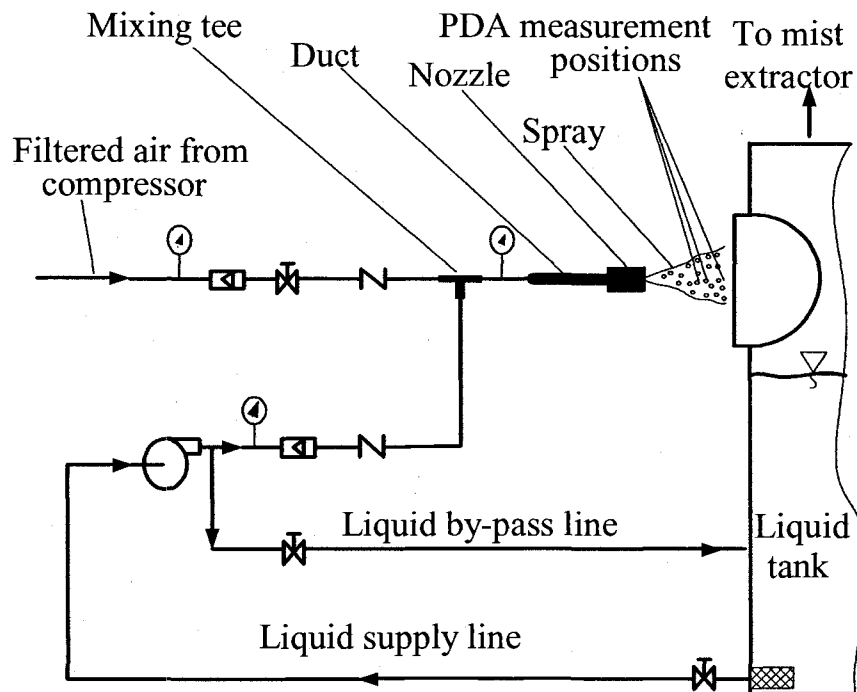 Mixing tee
Duct
PDA measurement
positions
Nozzle
To mist
extractor
Spray
Filtered air from
compressor
Liquid by-pass line
Liquid
tank
Liquid supply line